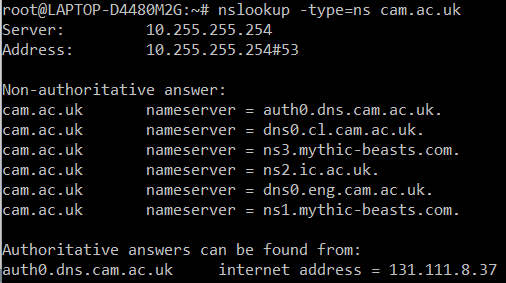 root@LAPTOP-D4480M2G:~# nslookup -type=ns cam.ac.uk
Server:         10.255.255.254
Address:        10.255.255.254#53

Non-authoritative answer:
cam.ac.uk       nameserver = auth0.dns.cam.ac.uk.
cam.ac.uk       nameserver = dns0.cl.cam.ac.uk.
cam.ac.uk       nameserver = ns3.mythic-beasts.com.
cam.ac.uk       nameserver = ns2.ic.ac.uk.
cam.ac.uk       nameserver = dns0.eng.cam.ac.uk.
cam.ac.uk       nameserver = ns1.mythic-beasts.com.

Authoritative answers can be found from:
auth0.dns.cam.ac.uk     internet address = 131.111.8.37